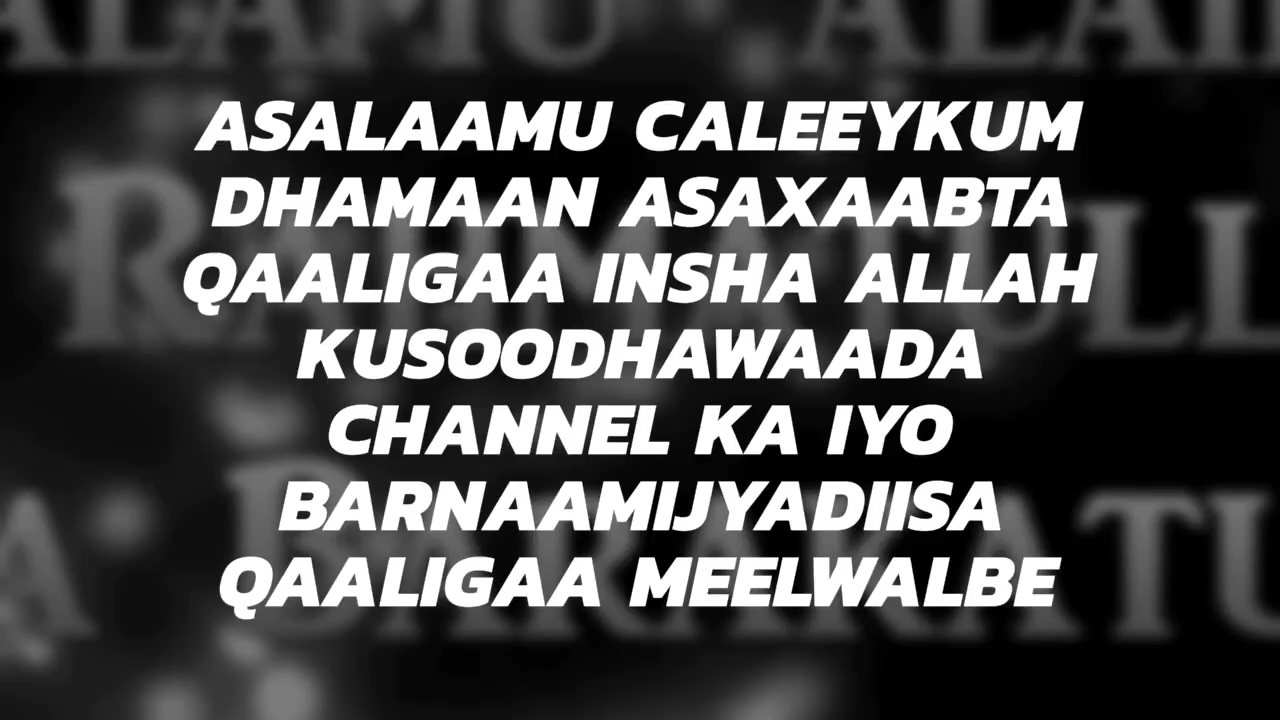 ASALAAMU CALEEYKUM
DHAMAAN ASAXAABTA
QAALIGAA INSHA ALLAH
KUSOODHAWAADA
CHANNEL KA IYO
BARNAAMIJYADIISA
QAALIGAA MEELWALBE